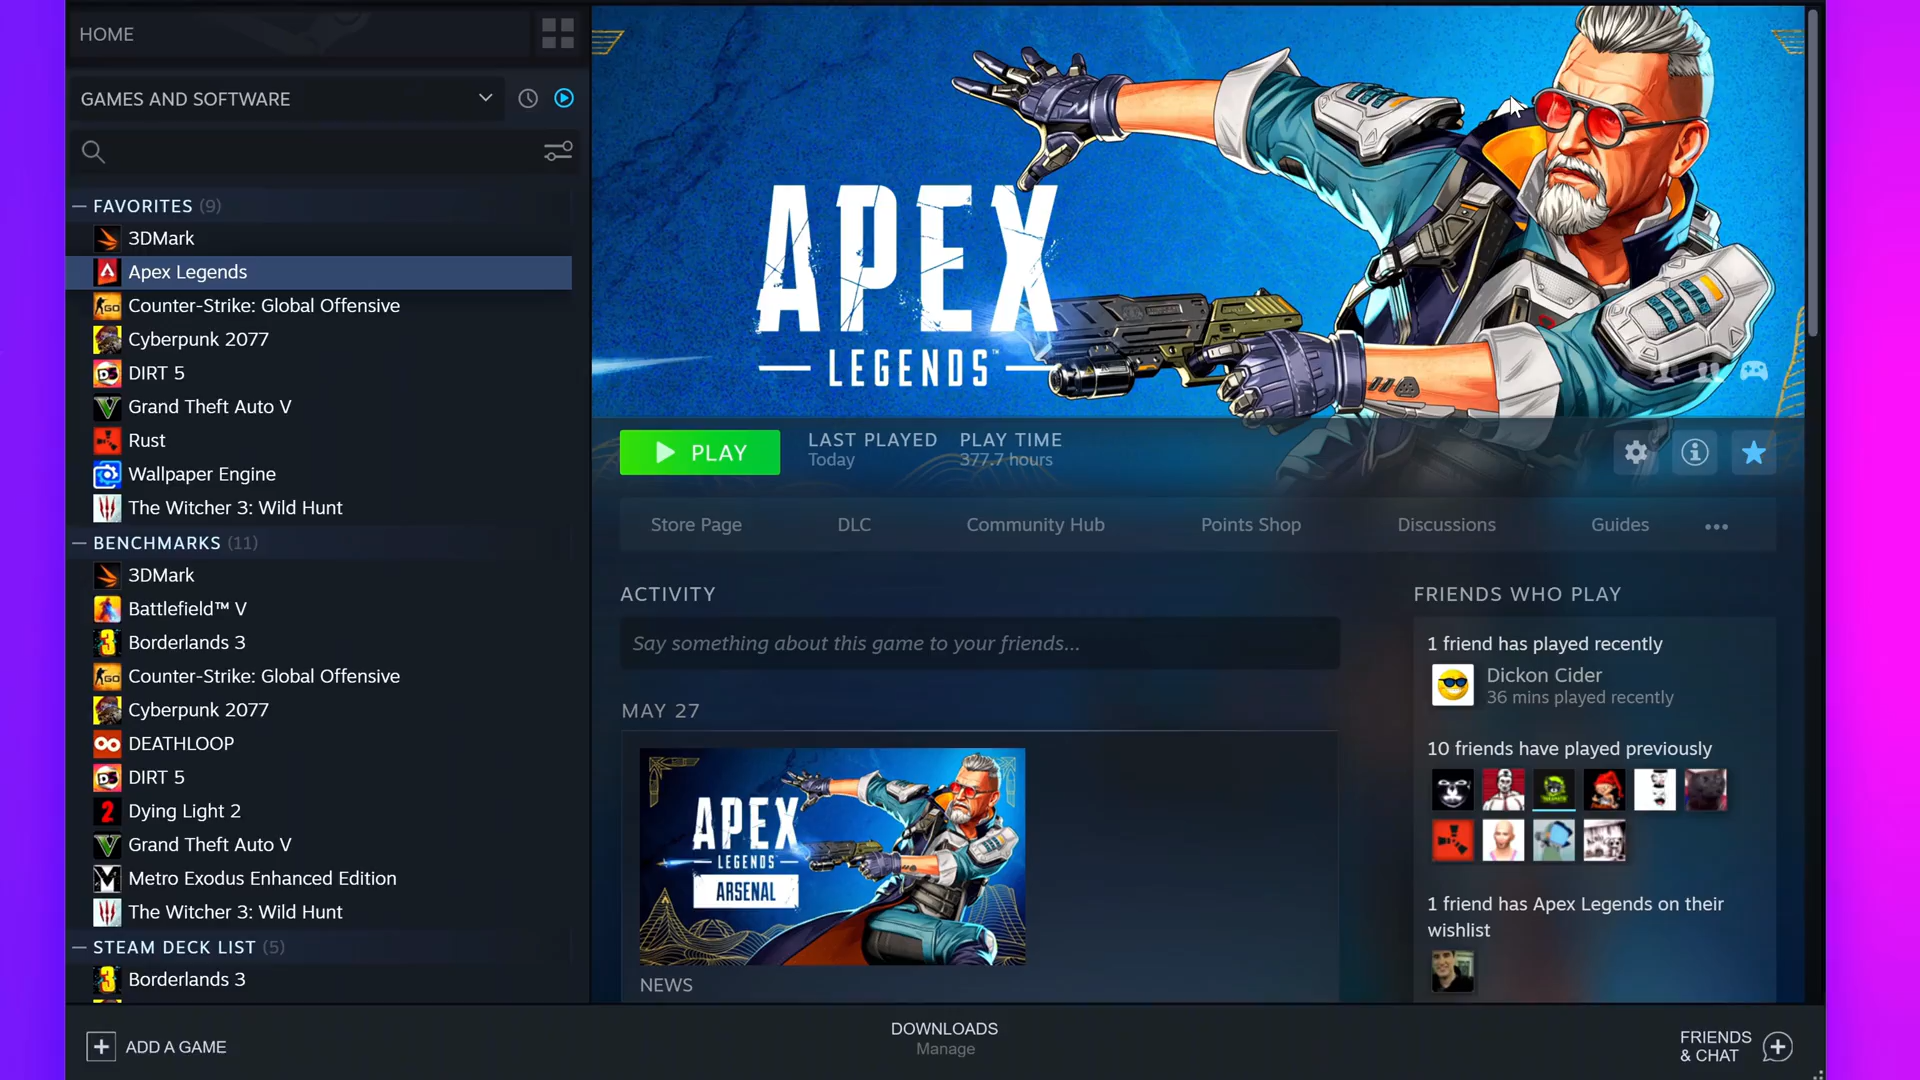 HOME
GAMES AND SOFTWARE
FAVORITES (9)
3DMark
Apex Legends
Counter-Strike: Global Offensive
Cyberpunk 2077
DIRT 5
Grand Theft Auto V
Rust
Wallpaper Engine
The Witcher 3: Wild Hunt
BENCHMARKS (11)
3DMark
Battlefield™ V
Borderlands 3
Counter-Strike: Global Offensive
Cyberpunk 2077
DEATHLOOP
DIRT 5
Dying Light 2
Grand Theft Auto V
Metro Exodus Enhanced Edition
The Witcher 3: Wild Hunt
STEAM DECK LIST (5)
Borderlands 3
APEX
LEGENDS™
PLAY
LAST PLAYED
Today
PLAY TIME
377.7 hours
Store Page DLC Community Hub Points Shop Discussions Guides
ACTIVITY
Say something about this game to your friends...
MAY 27
APEX
LEGENDS™
ARSENAL
NEWS
FRIENDS WHO PLAY
1 friend has played recently
Dickon Cider
36 mins played recently
10 friends have played previously
1 friend has Apex Legends on their
wishlist
ADD A GAME
DOWNLOADS
Manage
FRIENDS
& CHAT